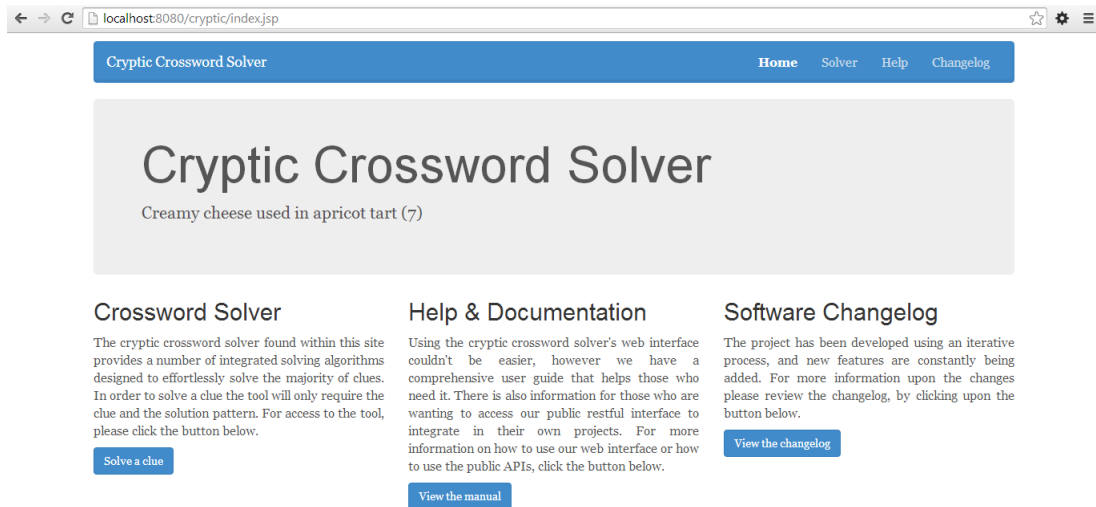 localhost:8080/cryptic/index.jsp
Cryptic Crossword Solver
Home Solver Help Changelog
Cryptic Crossword Solver
Creamy cheese used in apricot tart (7)
Crossword Solver
The cryptic crossword solver found within this site
provides a number of integrated solving algorithms
designed to effortlessly solve the majority of clues.
In order to solve a clue the tool will only require the
clue and the solution pattern. For access to the tool,
please click the button below.
Solve a clue
Help & Documentation
Using the cryptic crossword solver's web interface
couldn't be easier, however we have a
comprehensive user guide that helps those who
need it. There is also information for those who are
wanting to access our public restful interface to
integrate in their own projects. For more
information on how to use our web interface or how
to use the public APIs, click the button below.
View the manual
Software Changelog
The project has been developed using an iterative
process, and new features are constantly being
added. For more information upon the changes
please review the changelog, by clicking upon the
button below.
View the changelog